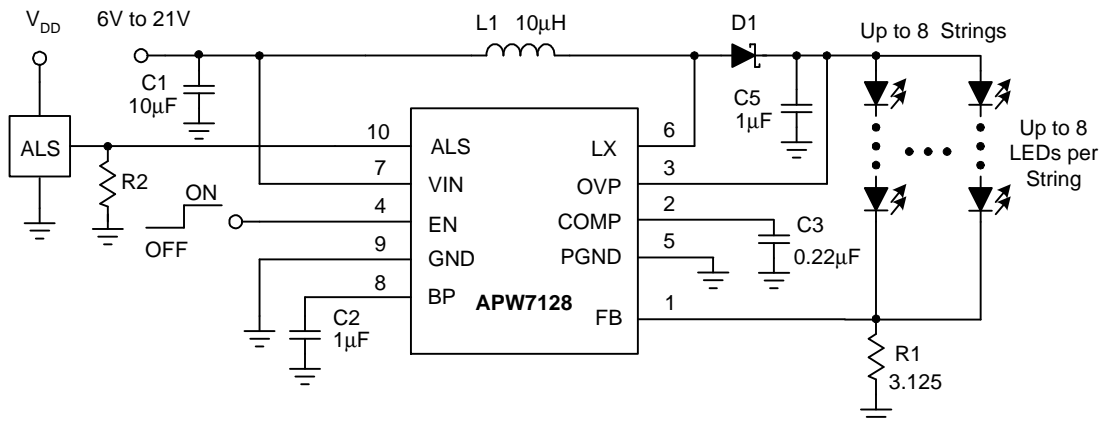 V_DD
6V to 21V
L1 10μH
D1
Up to 8 Strings
C1
10μF
C5
1μF
Up to 8
LEDs per
String
ALS
R2
ON
OFF
10
7
4
9
8
ALS
VIN
EN
GND
BP
APW7128
LX
OVP
COMP
PGND
FB
6
3
2
5
1
C3
0.22μF
C2
1μF
R1
3.125